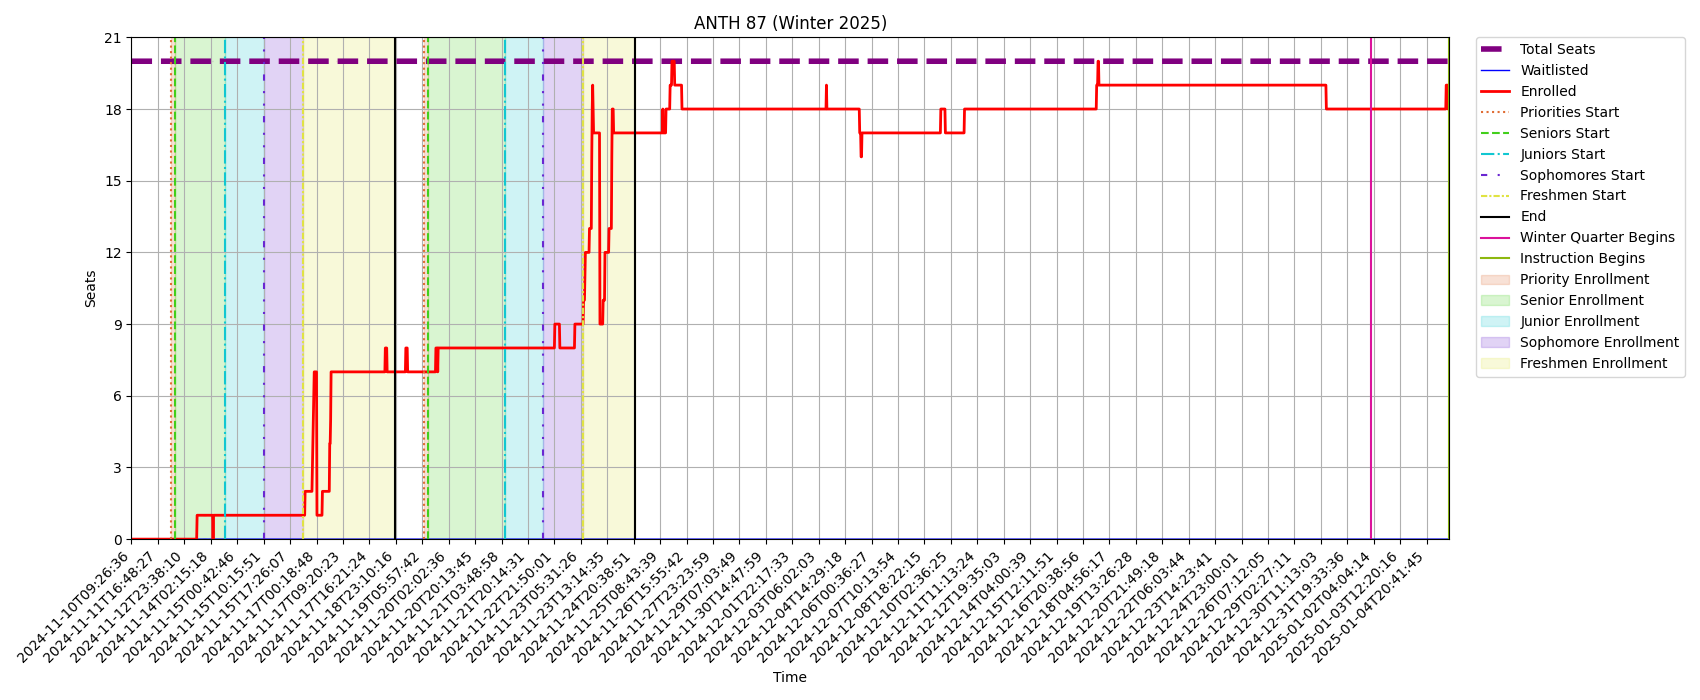 ANTH 87 (Winter 2025)
Seats
21
18
15
12
9
6
3
0
2024-11-10T09:26:36
2024-11-11T16:48:27
2024-11-12T23:38:10
2024-11-14T02:15:18
2024-11-15T00:42:46
2024-11-15T10:15:51
2024-11-15T17:26:07
2024-11-17T00:18:48
2024-11-17T09:20:23
2024-11-17T16:21:24
2024-11-18T23:10:16
2024-11-19T05:57:42
2024-11-20T02:02:36
2024-11-20T20:13:45
2024-11-21T03:48:58
2024-11-21T20:14:31
2024-11-22T21:50:01
2024-11-23T05:31:26
2024-11-23T13:14:35
2024-11-24T20:38:51
2024-11-25T08:43:39
2024-11-26T15:55:42
2024-11-27T23:23:59
2024-11-29T07:03:49
2024-11-30T14:47:59
2024-12-01T22:17:33
2024-12-03T06:02:03
2024-12-04T14:29:18
2024-12-06T00:36:27
2024-12-07T10:13:54
2024-12-08T18:22:15
2024-12-10T02:36:25
2024-12-11T11:13:24
2024-12-12T19:35:03
2024-12-14T04:00:39
2024-12-15T12:11:51
2024-12-16T20:38:56
2024-12-18T04:56:17
2024-12-19T13:26:28
2024-12-20T21:49:18
2024-12-22T06:03:44
2024-12-23T14:23:41
2024-12-24T23:00:01
2024-12-26T07:12:05
2024-12-29T02:27:11
2024-12-30T11:13:03
2024-12-31T19:33:36
2025-01-02T04:04:14
2025-01-03T12:20:16
2025-01-04T20:41:45
Time
Total Seats
Waitlisted
Enrolled
Priorities Start
Seniors Start
Juniors Start
Sophomores Start
Freshmen Start
End
Winter Quarter Begins
Instruction Begins
Priority Enrollment
Senior Enrollment
Junior Enrollment
Sophomore Enrollment
Freshmen Enrollment